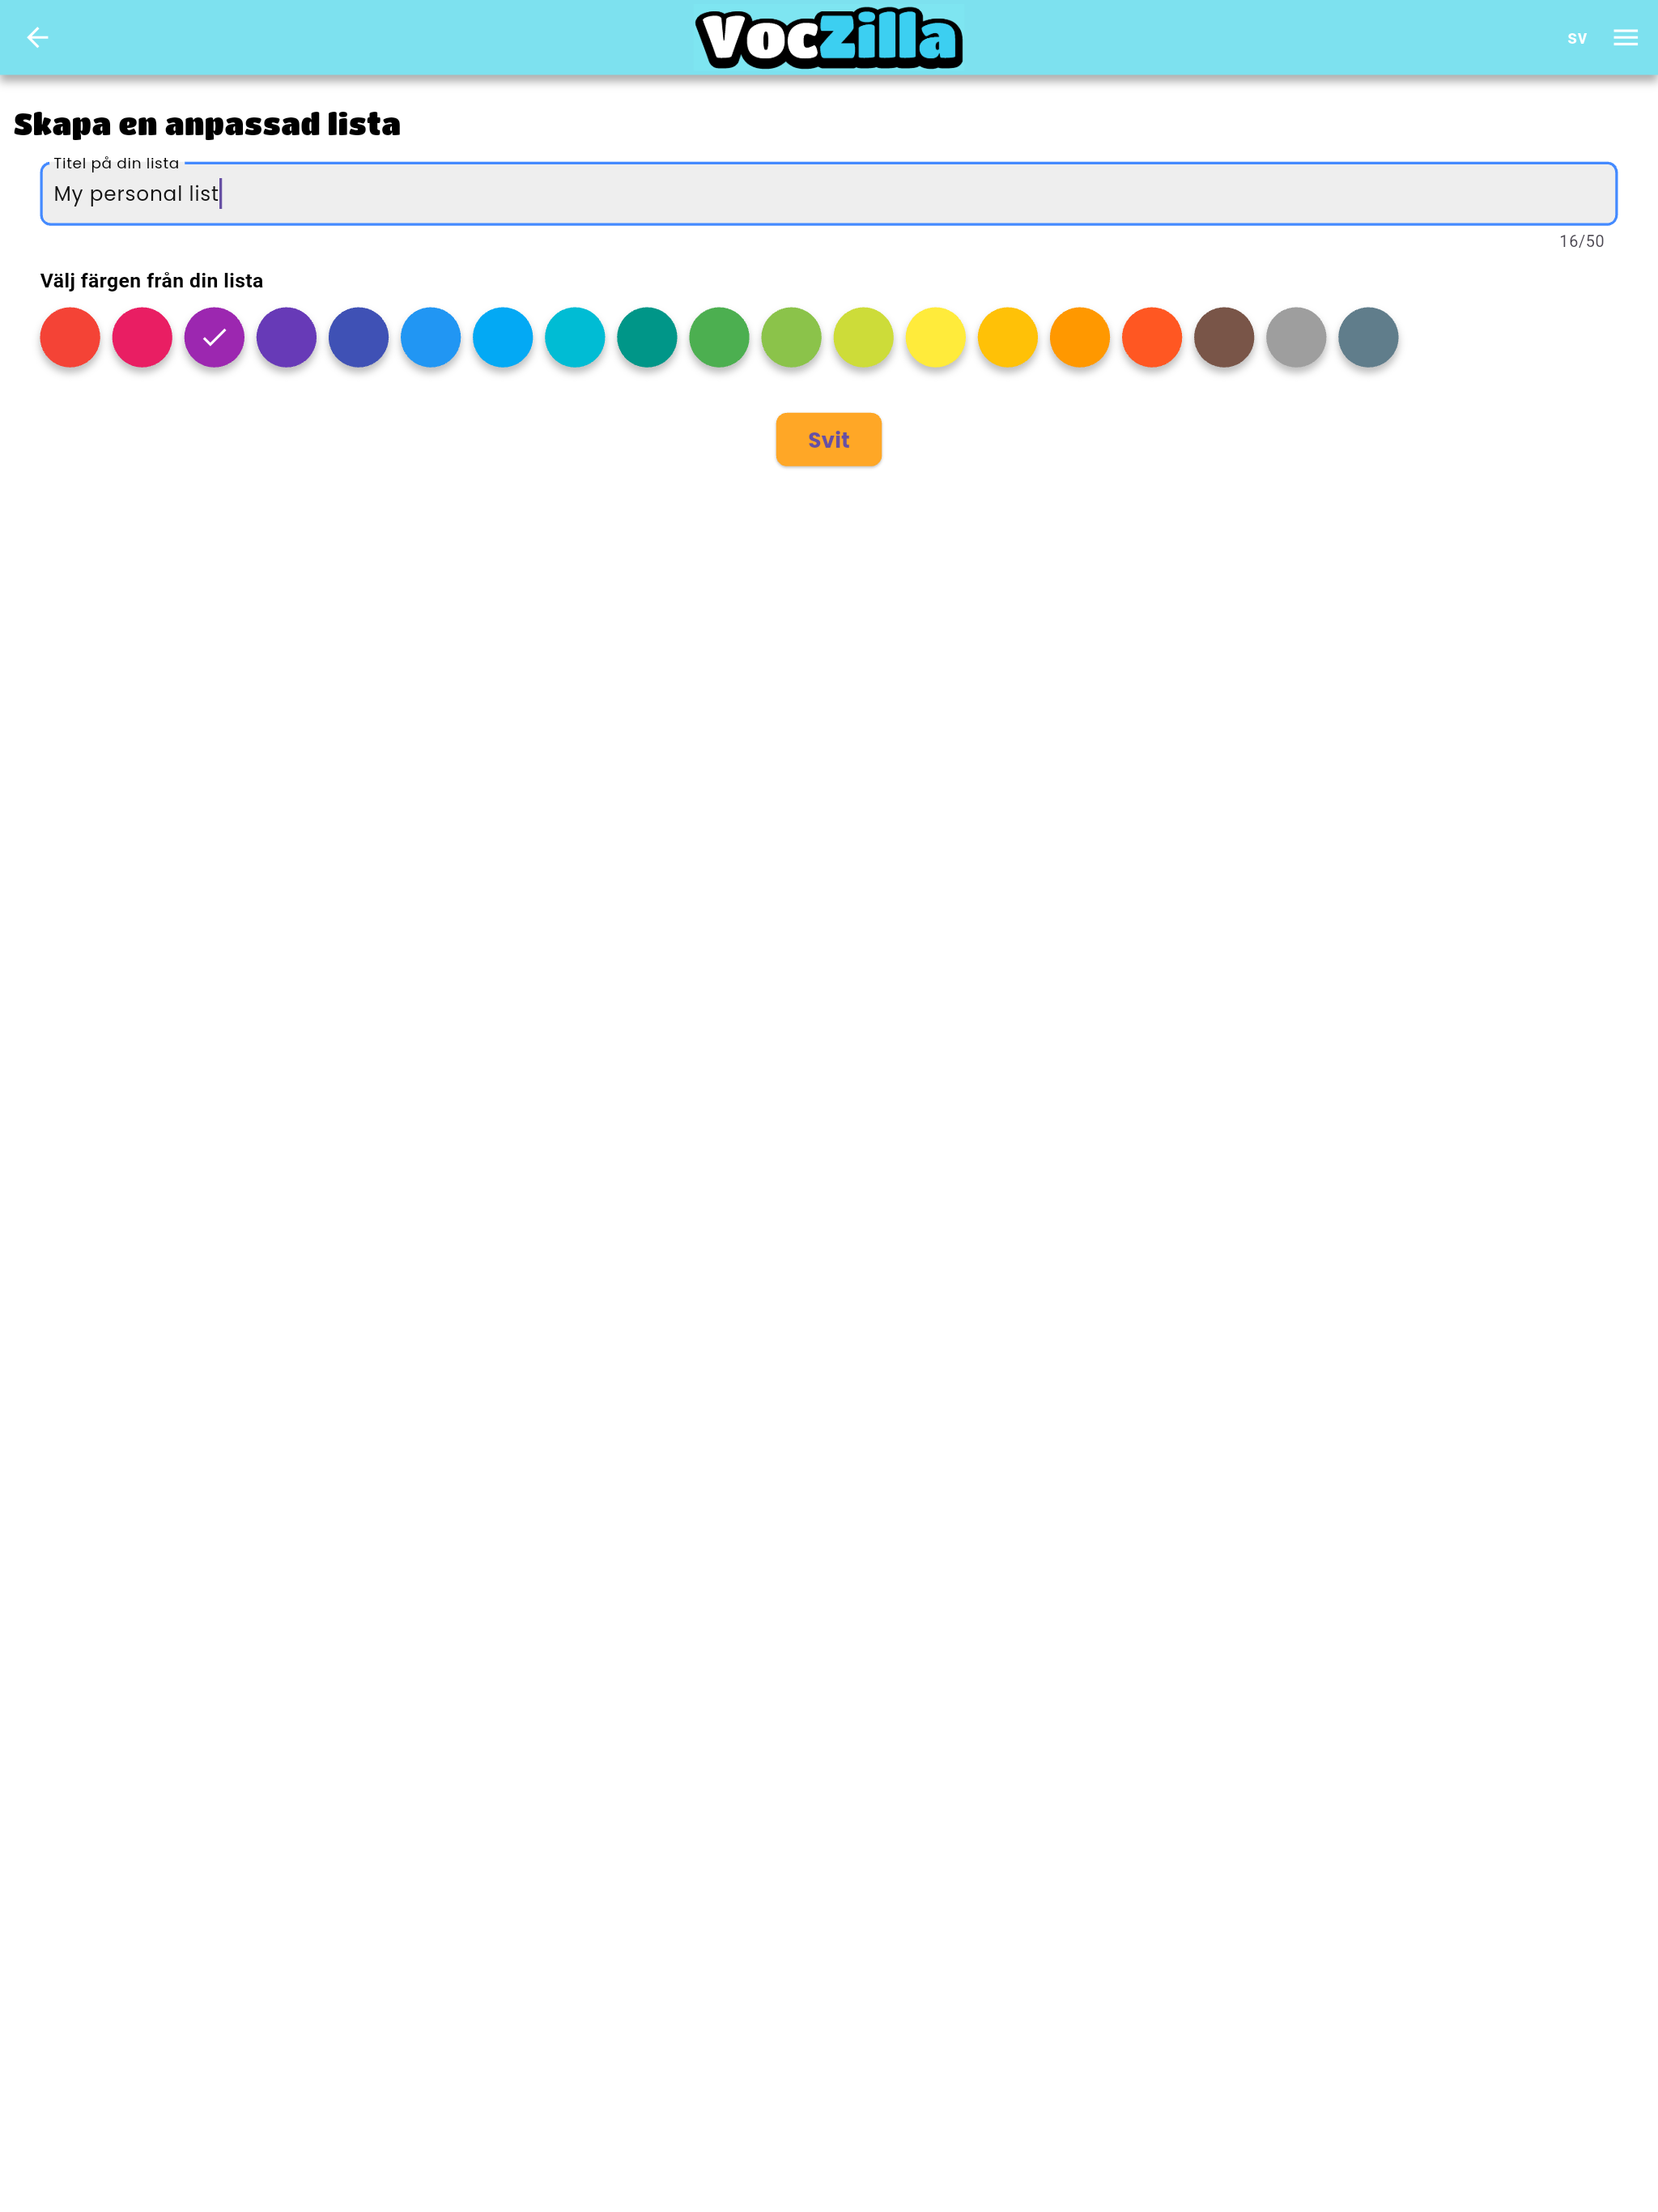 VocZilla
SV
Skapa en anpassad lista
Titel på din lista
My personal list
16/50
Välj färgen från din lista
Svit